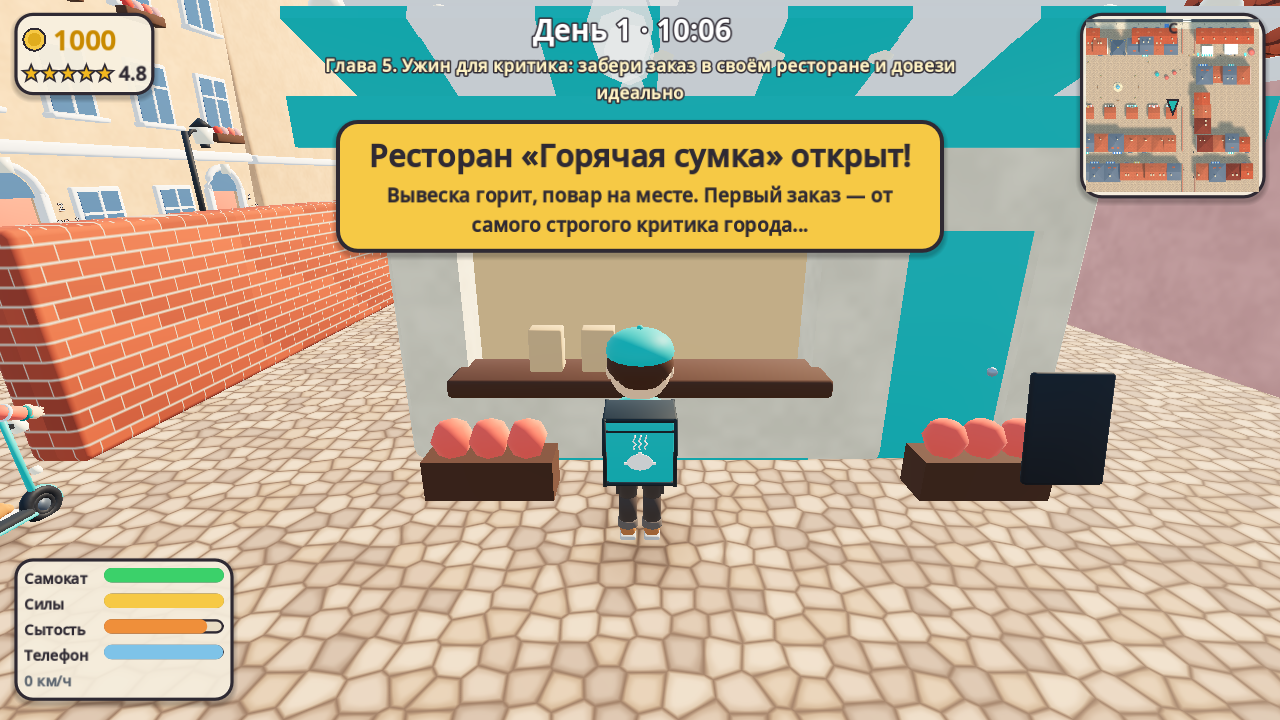 1000
4.8
День 1 · 10:06
Глава 5. Ужин для критика: забери заказ в своём ресторане и довези
идеально
С
Ресторан «Горячая сумка» открыт!
Вывеска горит, повар на месте. Первый заказ — от
самого строгого критика города...
Самокат
Силы
Сытость
Телефон
0 км/ч